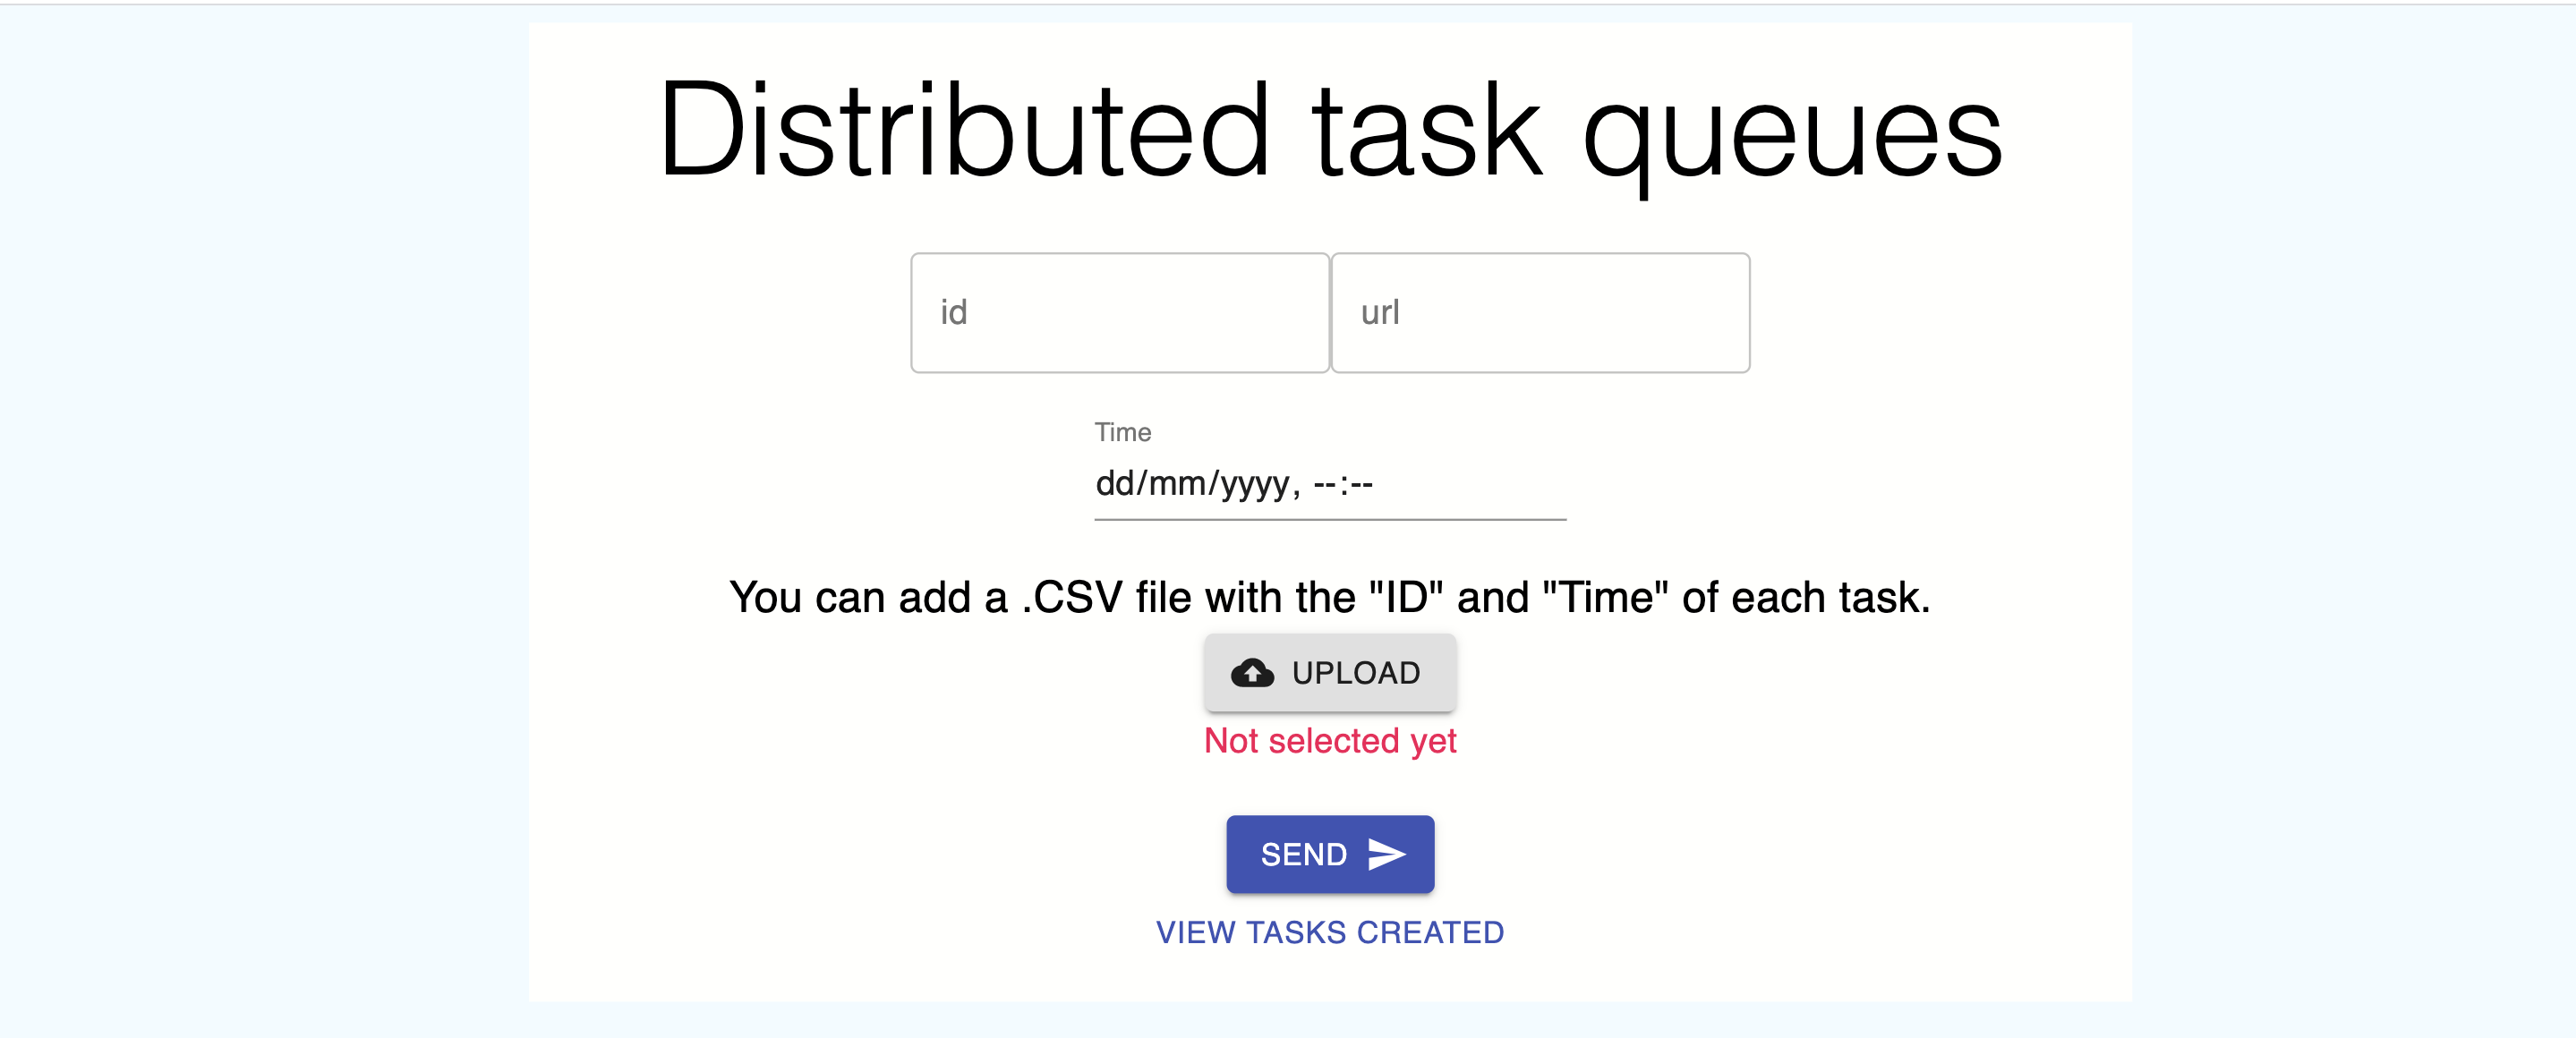 Distributed task queues
id url
Time
dd/mm/yyyy, --:--
You can add a .CSV file with the "ID" and "Time" of each task.
UPLOAD
Not selected yet
SEND
VIEW TASKS CREATED